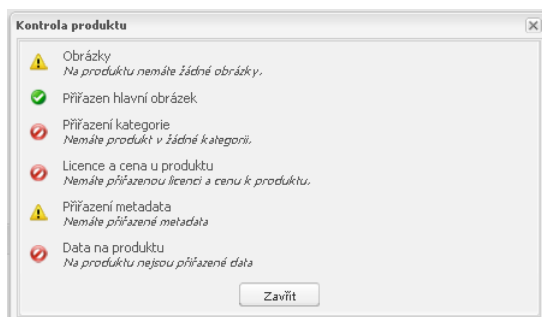 Kontrola produktu
Obrázky
Na produktu nemáte žádné obrázky.
Přiřazen hlavní obrázek
Přiřazení kategorie
Nemáte produkt v žádné kategorii.
Licence a cena u produktu
Nemáte přiřazenou licenci a cenu k produktu.
Přiřazení metadata
Nemáte přiřazené metadata
Data na produktu
Na produktu nejsou přiřazené data
Zavřít